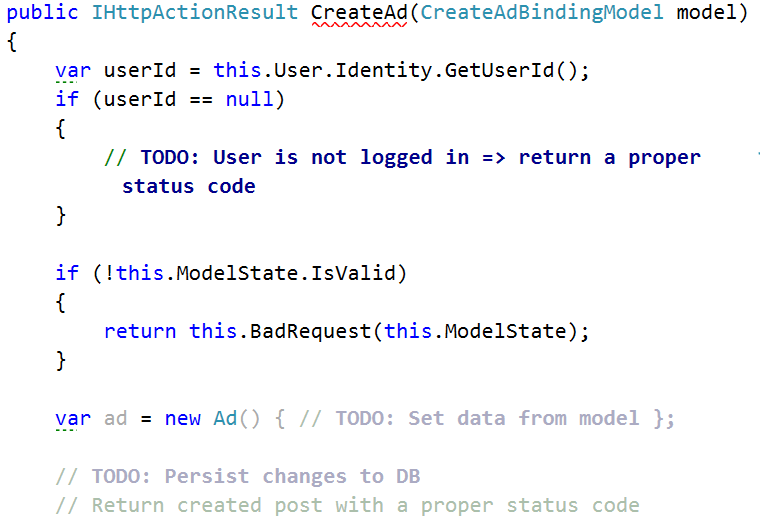 public IHttpActionResult CreateAd(CreateAdBindingModel model)
{
var userId = this.User.Identity.GetUserId();
if (userId == null)
{
// TODO: User is not logged in => return a proper
status code
}
if (!this.ModelState.IsValid)
{
return this.BadRequest(this.ModelState);
}
var ad = new Ad() { // TODO: Set data from model };
// TODO: Persist changes to DB
// Return created post with a proper status code